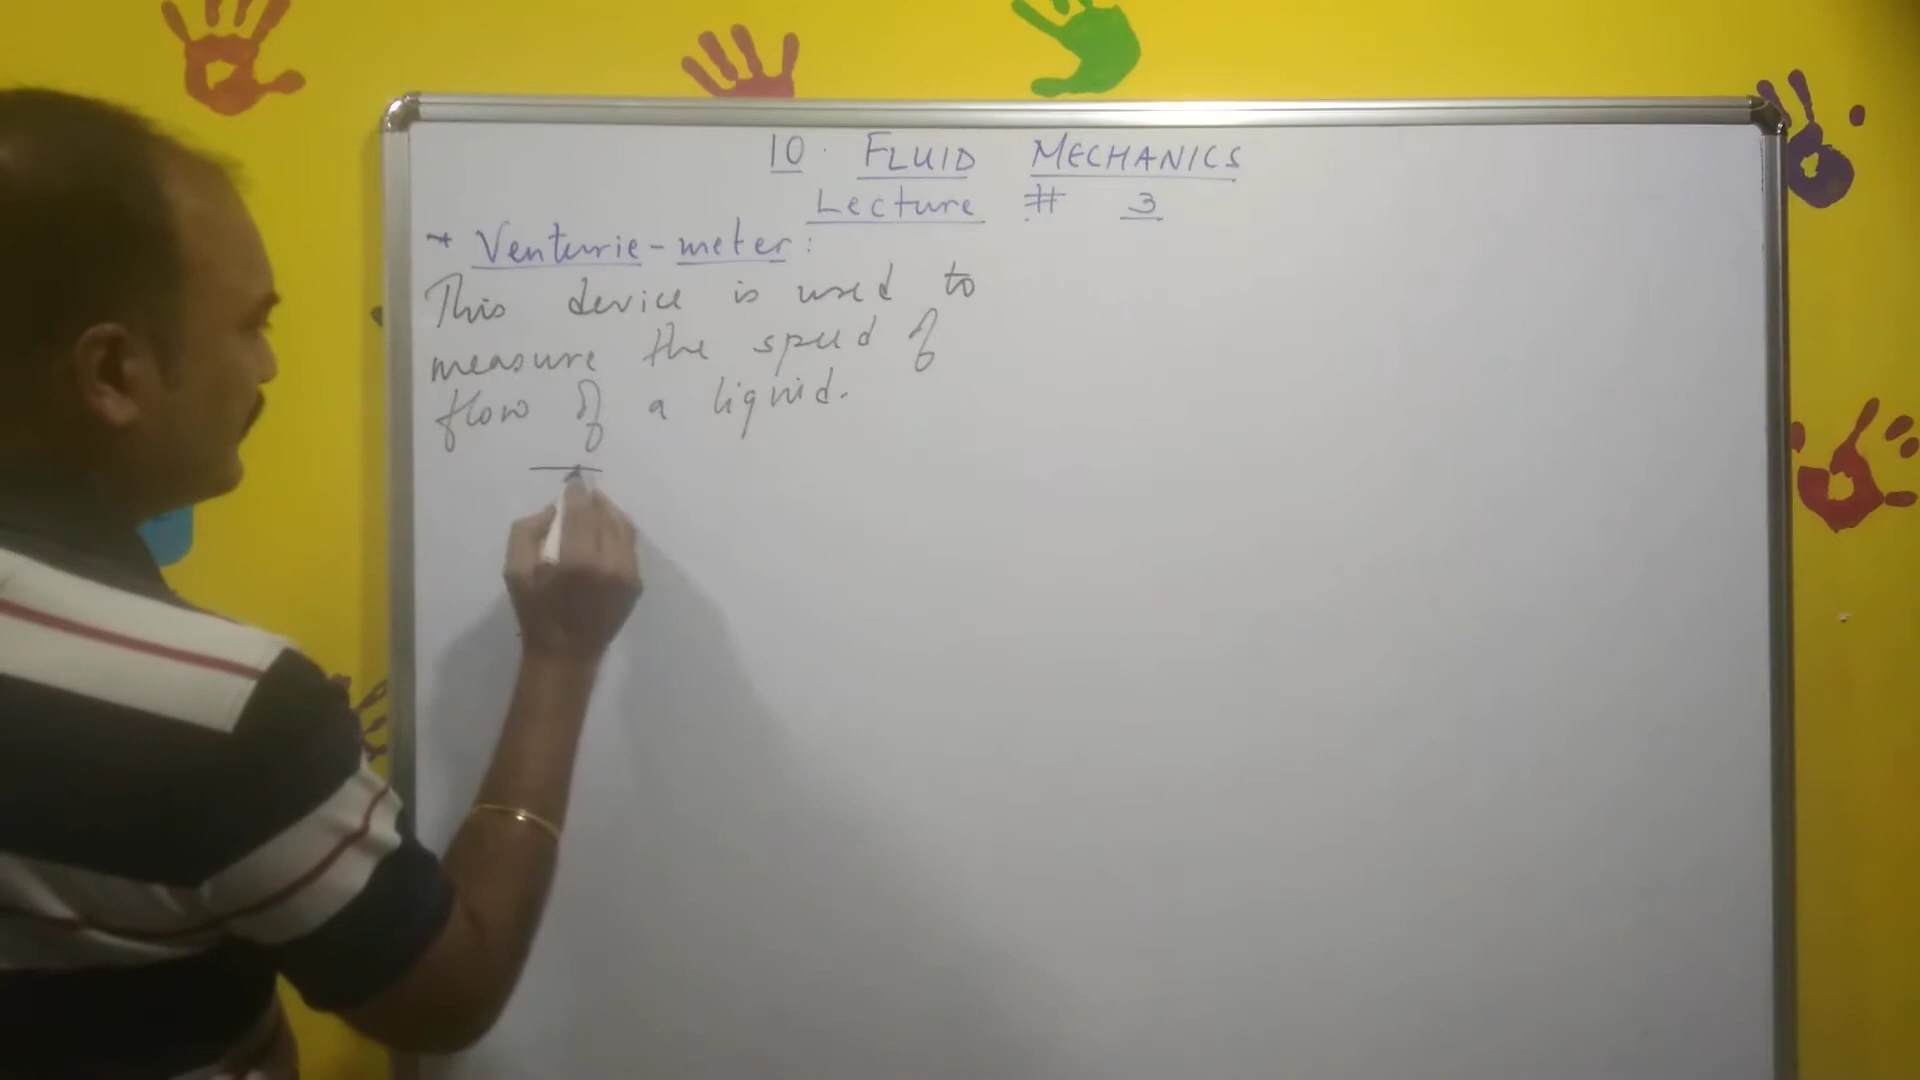 10. FLUID MECHANICS
Lecture # 3
* Venturie-meter:
This device is used to
measure the speed of
flow of a liquid.